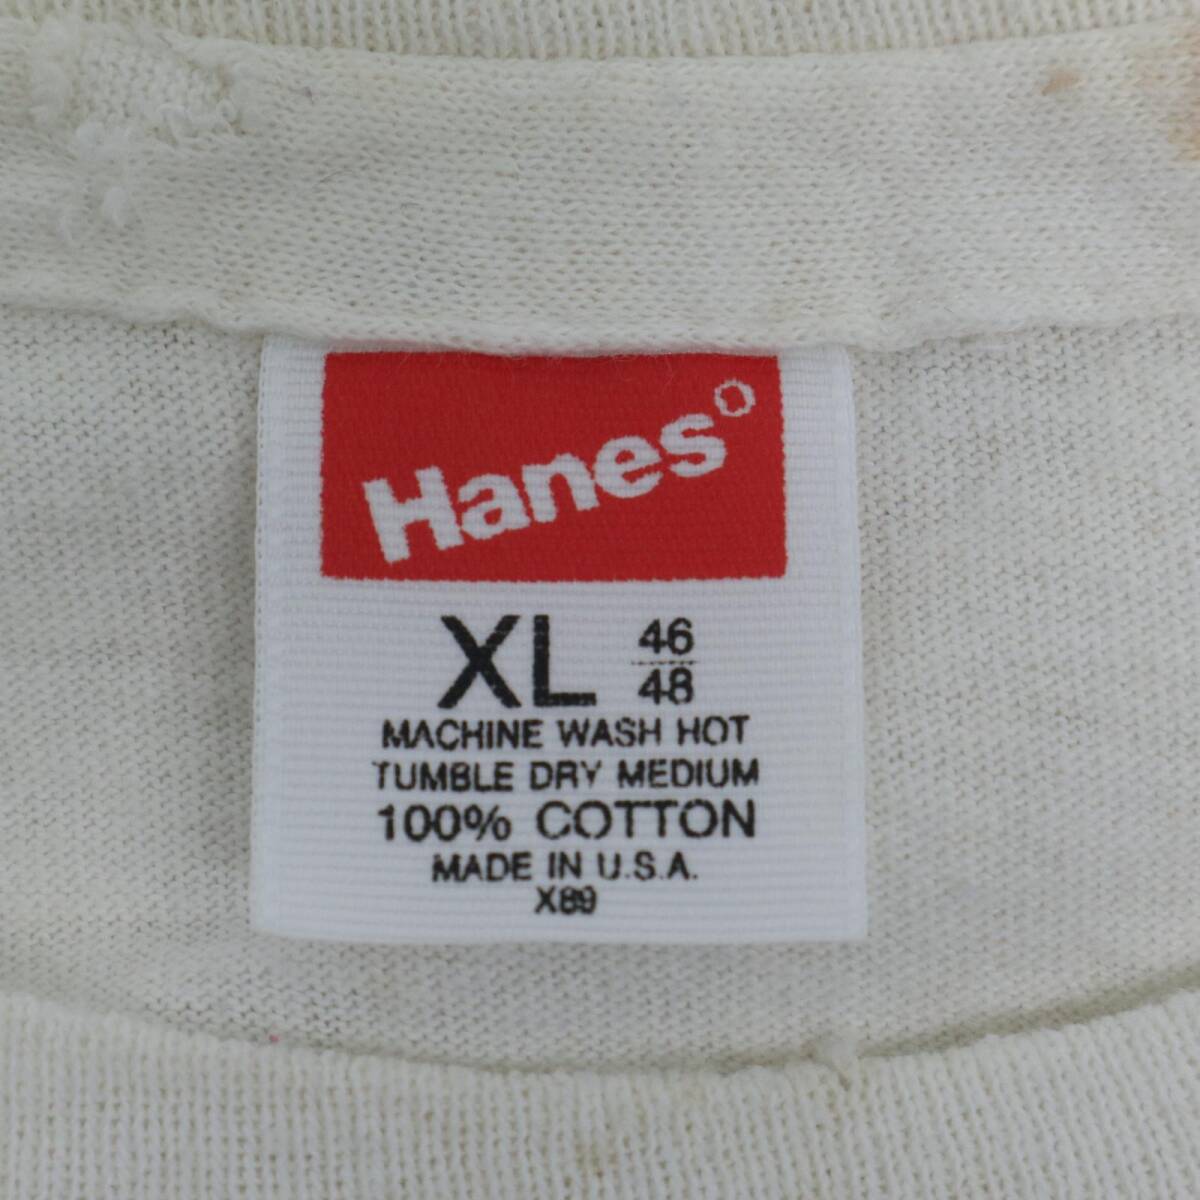 Hanes
XL 46/48
MACHINE WASH HOT
TUMBLE DRY MEDIUM
100% COTTON
MADE IN U.S.A.
X89